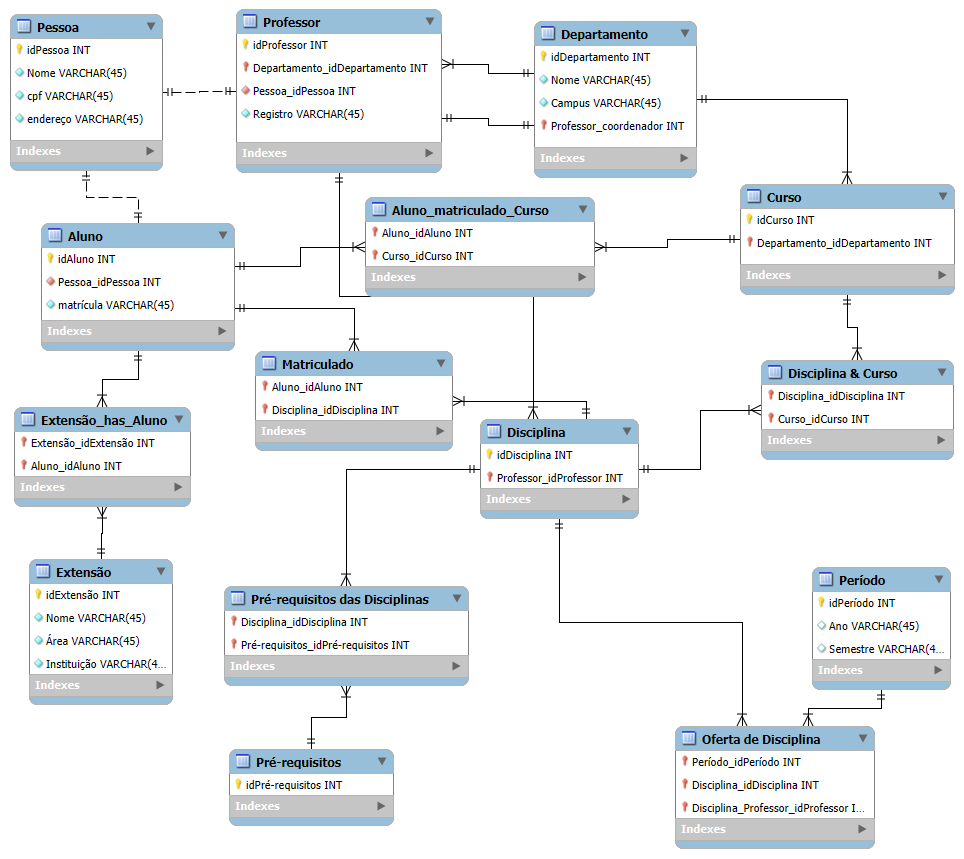 Pessoa
idPessoa INT
Nome VARCHAR(45)
cpf VARCHAR(45)
endereço VARCHAR(45)
Indexes
Professor
idProfessor INT
Departamento_idDepartamento INT
Pessoa_idPessoa INT
Registro VARCHAR(45)
Indexes
Departamento
idDepartamento INT
Nome VARCHAR(45)
Campus VARCHAR(45)
Professor_coordenador INT
Indexes
Aluno_matriculado_Curso
Aluno_idAluno INT
Curso_idCurso INT
Indexes
Curso
idCurso INT
Departamento_idDepartamento INT
Indexes
Aluno
idAluno INT
Pessoa_idPessoa INT
matrícula VARCHAR(45)
Indexes
Matriculado
Aluno_idAluno INT
Disciplina_idDisciplina INT
Indexes
Disciplina & Curso
Disciplina_idDisciplina INT
Curso_idCurso INT
Indexes
Extensão_has_Aluno
Extensão_idExtensão INT
Aluno_idAluno INT
Indexes
Disciplina
idDisciplina INT
Professor_idProfessor INT
Indexes
Extensão
idExtensão INT
Nome VARCHAR(45)
Área VARCHAR(45)
Instituição VARCHAR(4...
Indexes
Pré-requisitos das Disciplinas
Disciplina_idDisciplina INT
Pré-requisitos_idPré-requisitos INT
Indexes
Período
idPeríodo INT
Ano VARCHAR(45)
Semestre VARCHAR(4...
Indexes
Pré-requisitos
idPré-requisitos INT
Indexes
Oferta de Disciplina
Período_idPeríodo INT
Disciplina_idDisciplina INT
Disciplina_Professor_idProfessor I...
Indexes